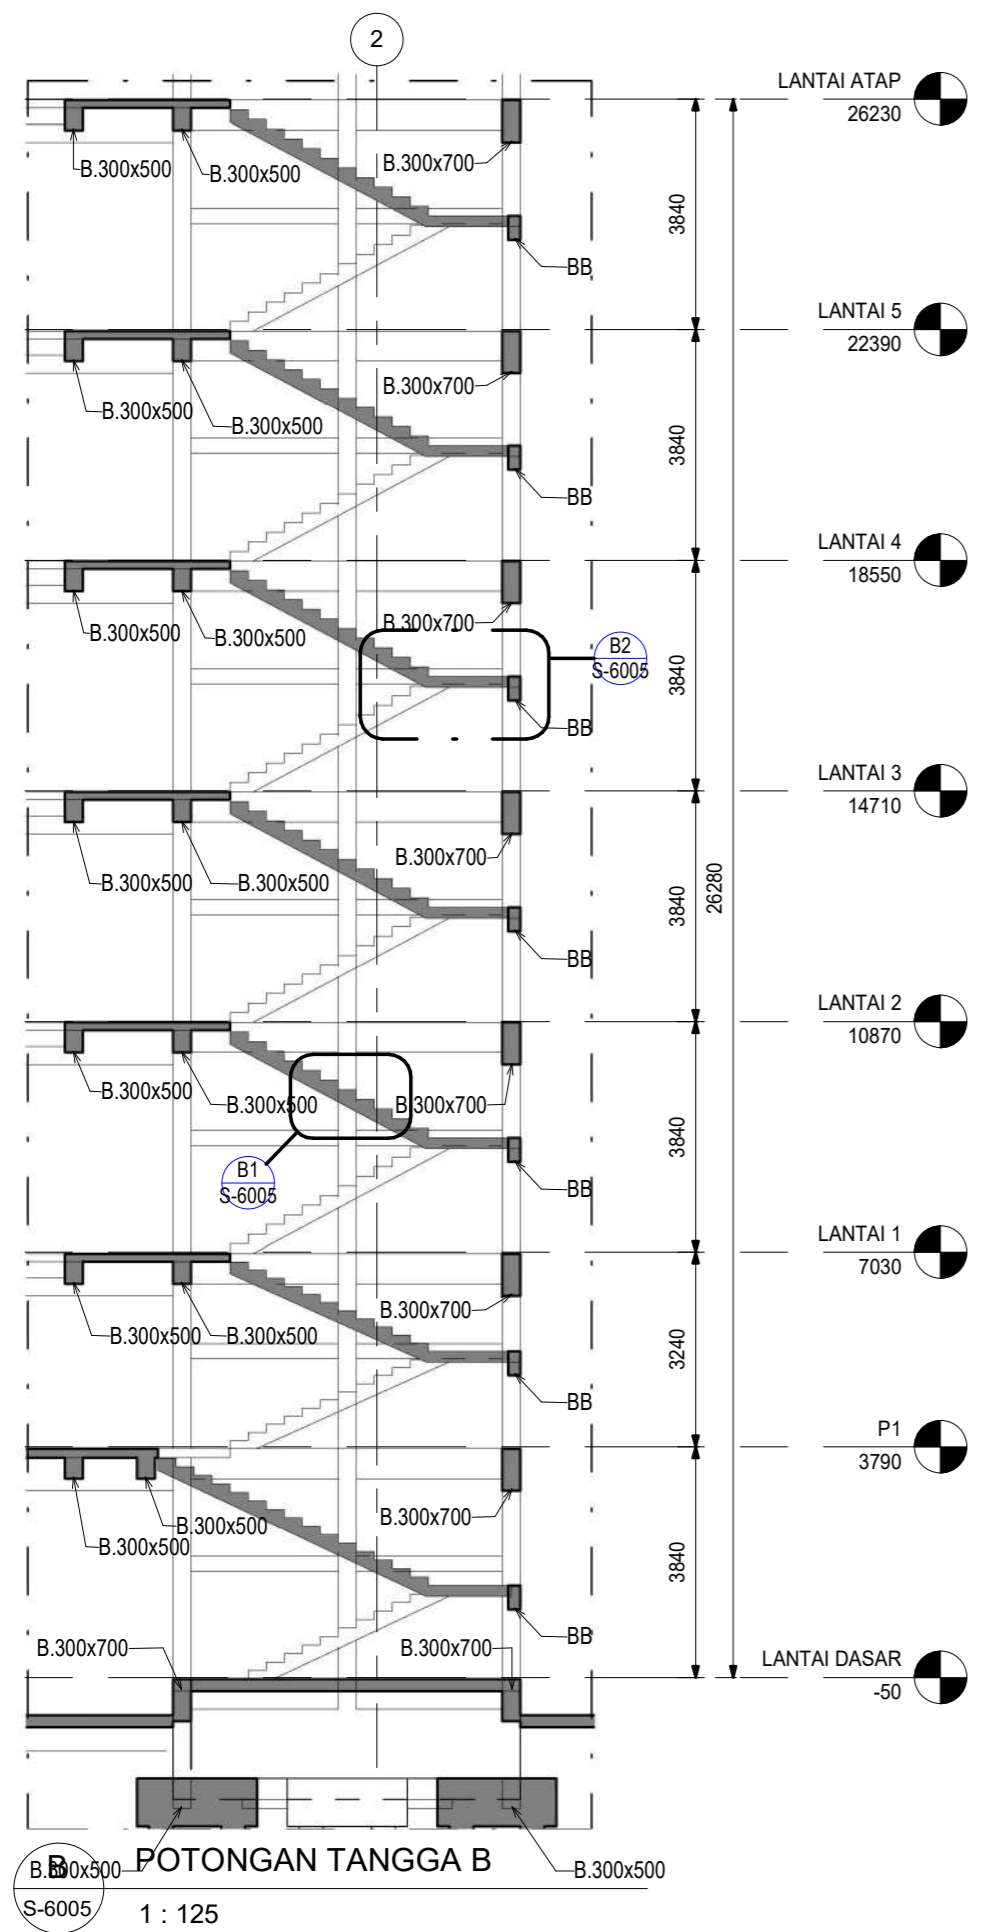 2
LANTAI ATAP
26230
B.300x500
B.300x500
B.300x700
3840
BB
LANTAI 5
22390
B.300x500
B.300x500
B.300x700
3840
BB
LANTAI 4
18550
B.300x500
B.300x500
B.300x700
B2
S-6005
3840
BB
LANTAI 3
14710
B.300x500
B.300x500
B.300x700
3840
26280
BB
LANTAI 2
10870
B.300x500
B.300x500
B.300x700
3840
B1
S-6005
BB
LANTAI 1
7030
B.300x500
B.300x500
B.300x700
3240
BB
P1
3790
B.300x500
B.300x500
B.300x700
3840
BB
B.300x700
B.300x700
LANTAI DASAR
-50
B
B.300x500
POTONGAN TANGGA B
B.300x500
S-6005
1 : 125